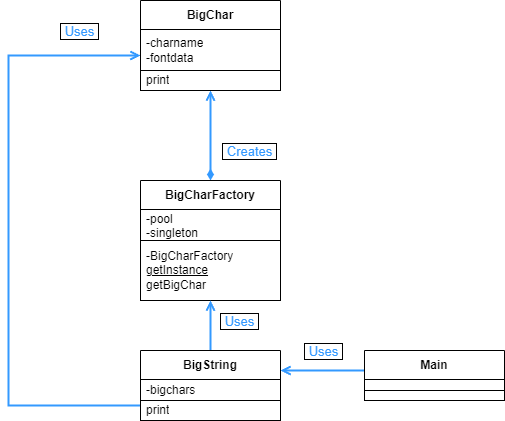 BigChar
Uses
-charname
-fontdata
print
Creates
BigCharFactory
-pool
-singleton
-BigCharFactory
getInstance
getBigChar
Uses
Uses
BigString
Main
-bigchars
print